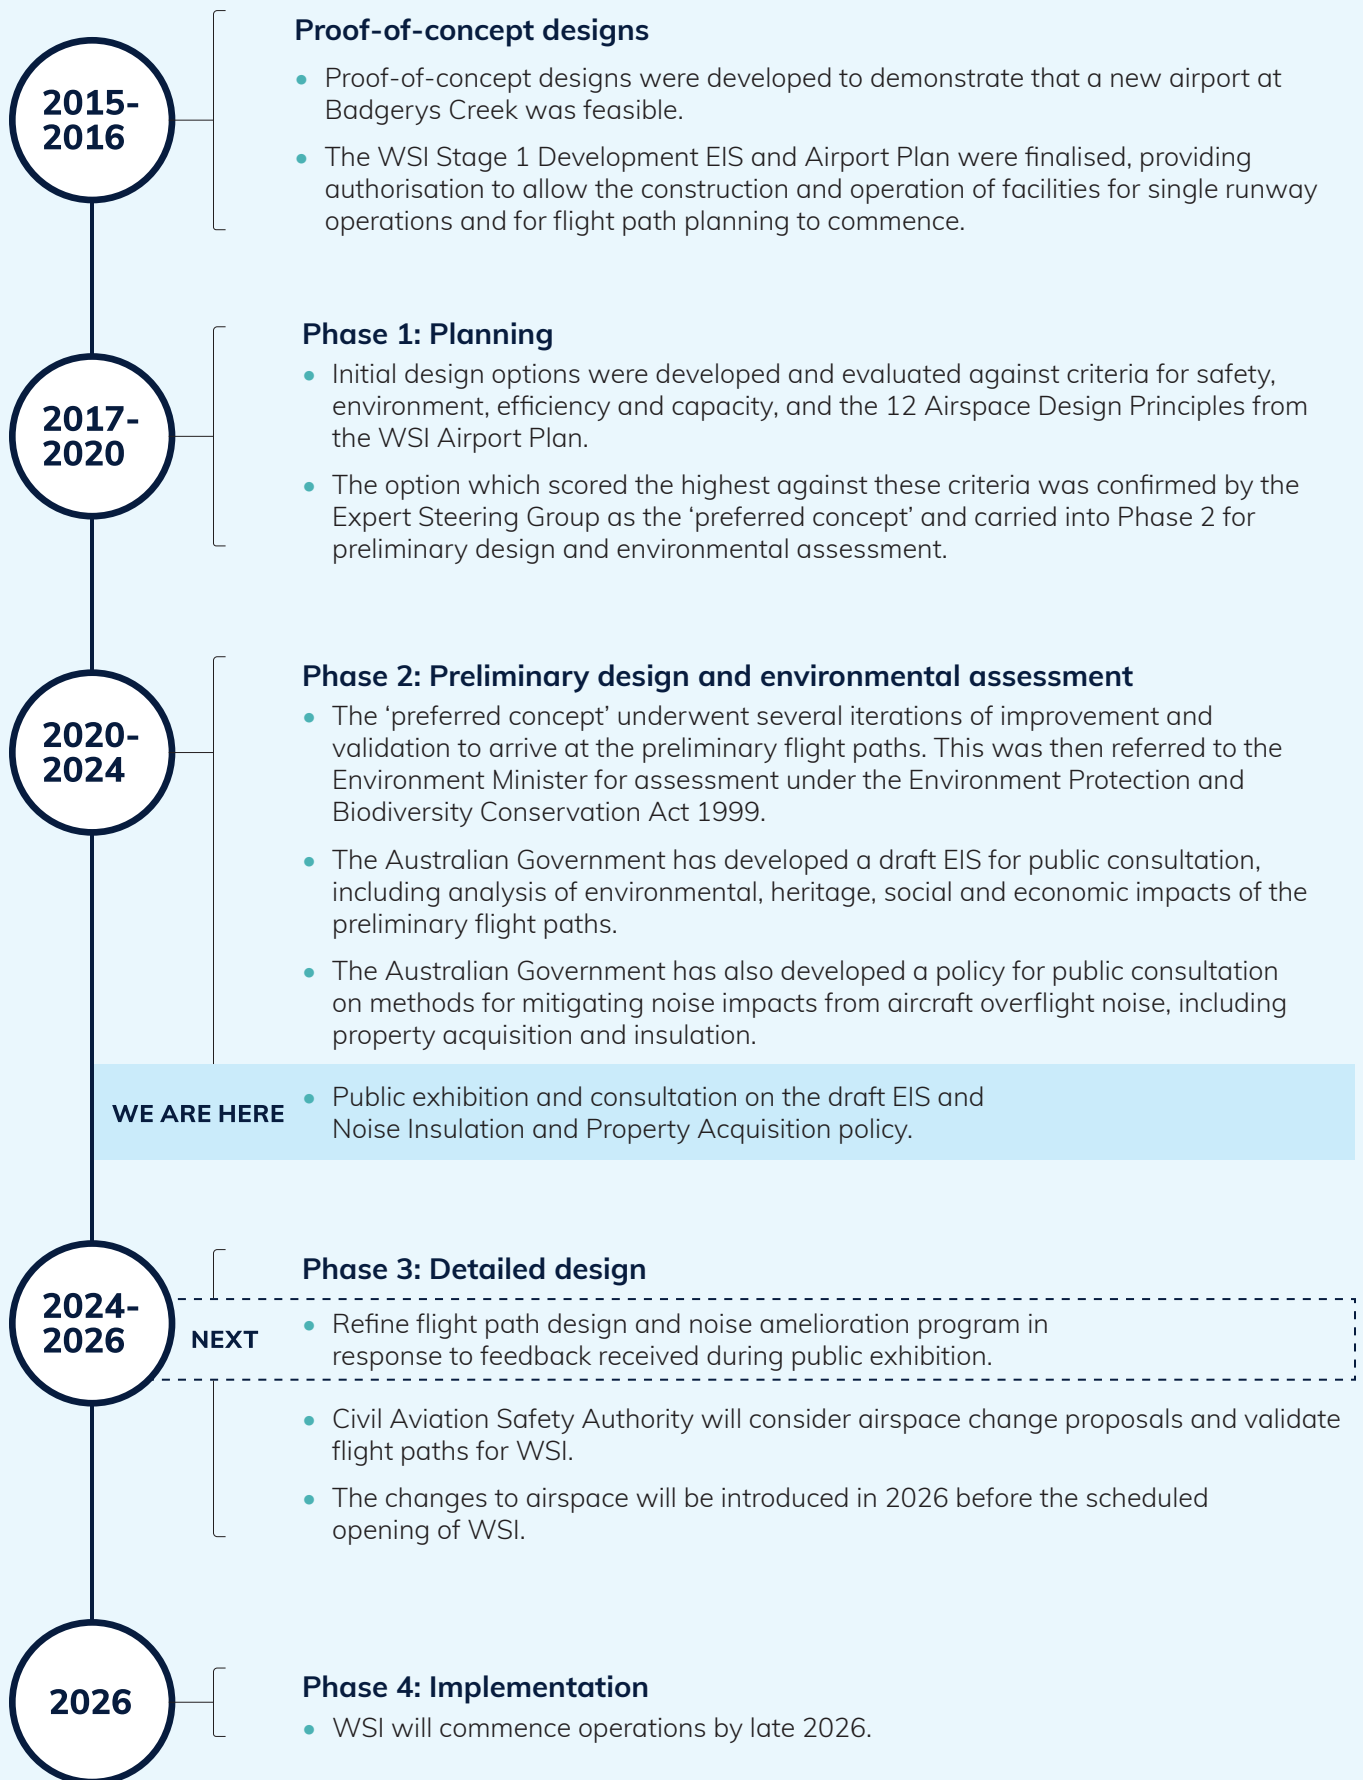 2015-
2016
Proof-of-concept designs
• Proof-of-concept designs were developed to demonstrate that a new airport at
Badgerys Creek was feasible.
• The WSI Stage 1 Development EIS and Airport Plan were finalised, providing
authorisation to allow the construction and operation of facilities for single runway
operations and for flight path planning to commence.
2017-
2020
Phase 1: Planning
• Initial design options were developed and evaluated against criteria for safety,
environment, efficiency and capacity, and the 12 Airspace Design Principles from
the WSI Airport Plan.
• The option which scored the highest against these criteria was confirmed by the
Expert Steering Group as the ‘preferred concept’ and carried into Phase 2 for
preliminary design and environmental assessment.
2020-
2024
Phase 2: Preliminary design and environmental assessment
• The ‘preferred concept’ underwent several iterations of improvement and
validation to arrive at the preliminary flight paths. This was then referred to the
Environment Minister for assessment under the Environment Protection and
Biodiversity Conservation Act 1999.
• The Australian Government has developed a draft EIS for public consultation,
including analysis of environmental, heritage, social and economic impacts of the
preliminary flight paths.
• The Australian Government has also developed a policy for public consultation
on methods for mitigating noise impacts from aircraft overflight noise, including
property acquisition and insulation.
WE ARE HERE
• Public exhibition and consultation on the draft EIS and
Noise Insulation and Property Acquisition policy.
2024-
2026
Phase 3: Detailed design
NEXT
• Refine flight path design and noise amelioration program in
response to feedback received during public exhibition.
• Civil Aviation Safety Authority will consider airspace change proposals and validate
flight paths for WSI.
• The changes to airspace will be introduced in 2026 before the scheduled
opening of WSI.
2026
Phase 4: Implementation
• WSI will commence operations by late 2026.